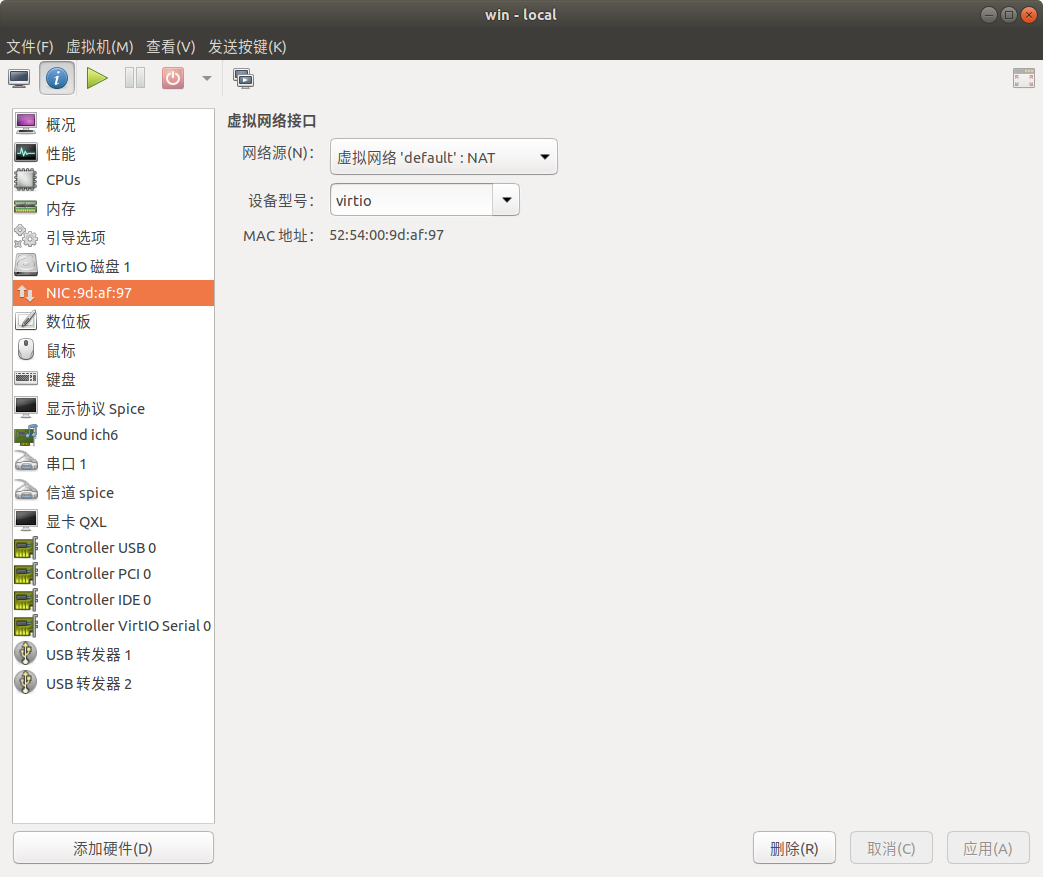 win - local
文件(F) 虚拟机(M) 查看(V) 发送按键(K)
概况
性能
CPUs
内存
引导选项
VirtIO 磁盘 1
NIC :9d:af:97
数位板
鼠标
键盘
显示协议 Spice
Sound ich6
串口 1
信道 spice
显卡 QXL
Controller USB 0
Controller PCI 0
Controller IDE 0
Controller VirtIO Serial 0
USB 转发器 1
USB 转发器 2
添加硬件(D)
虚拟网络接口
网络源(N): 虚拟网络 'default' : NAT
设备型号: virtio
MAC 地址: 52:54:00:9d:af:97
删除(R) 取消(C) 应用(A)